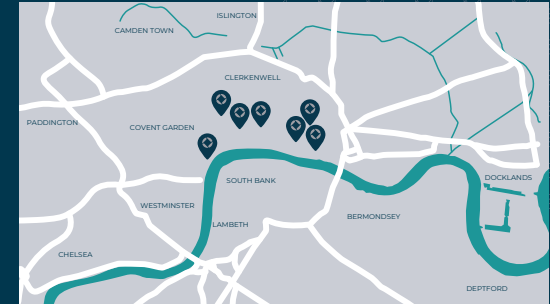 ISLINGTON
CAMDEN TOWN
CLERKENWELL
PADDINGTON
COVENT GARDEN
SOUTH BANK
DOCKLANDS
WESTMINSTER
BERMONDSEY
LAMBETH
CHELSEA
DEPTFORD